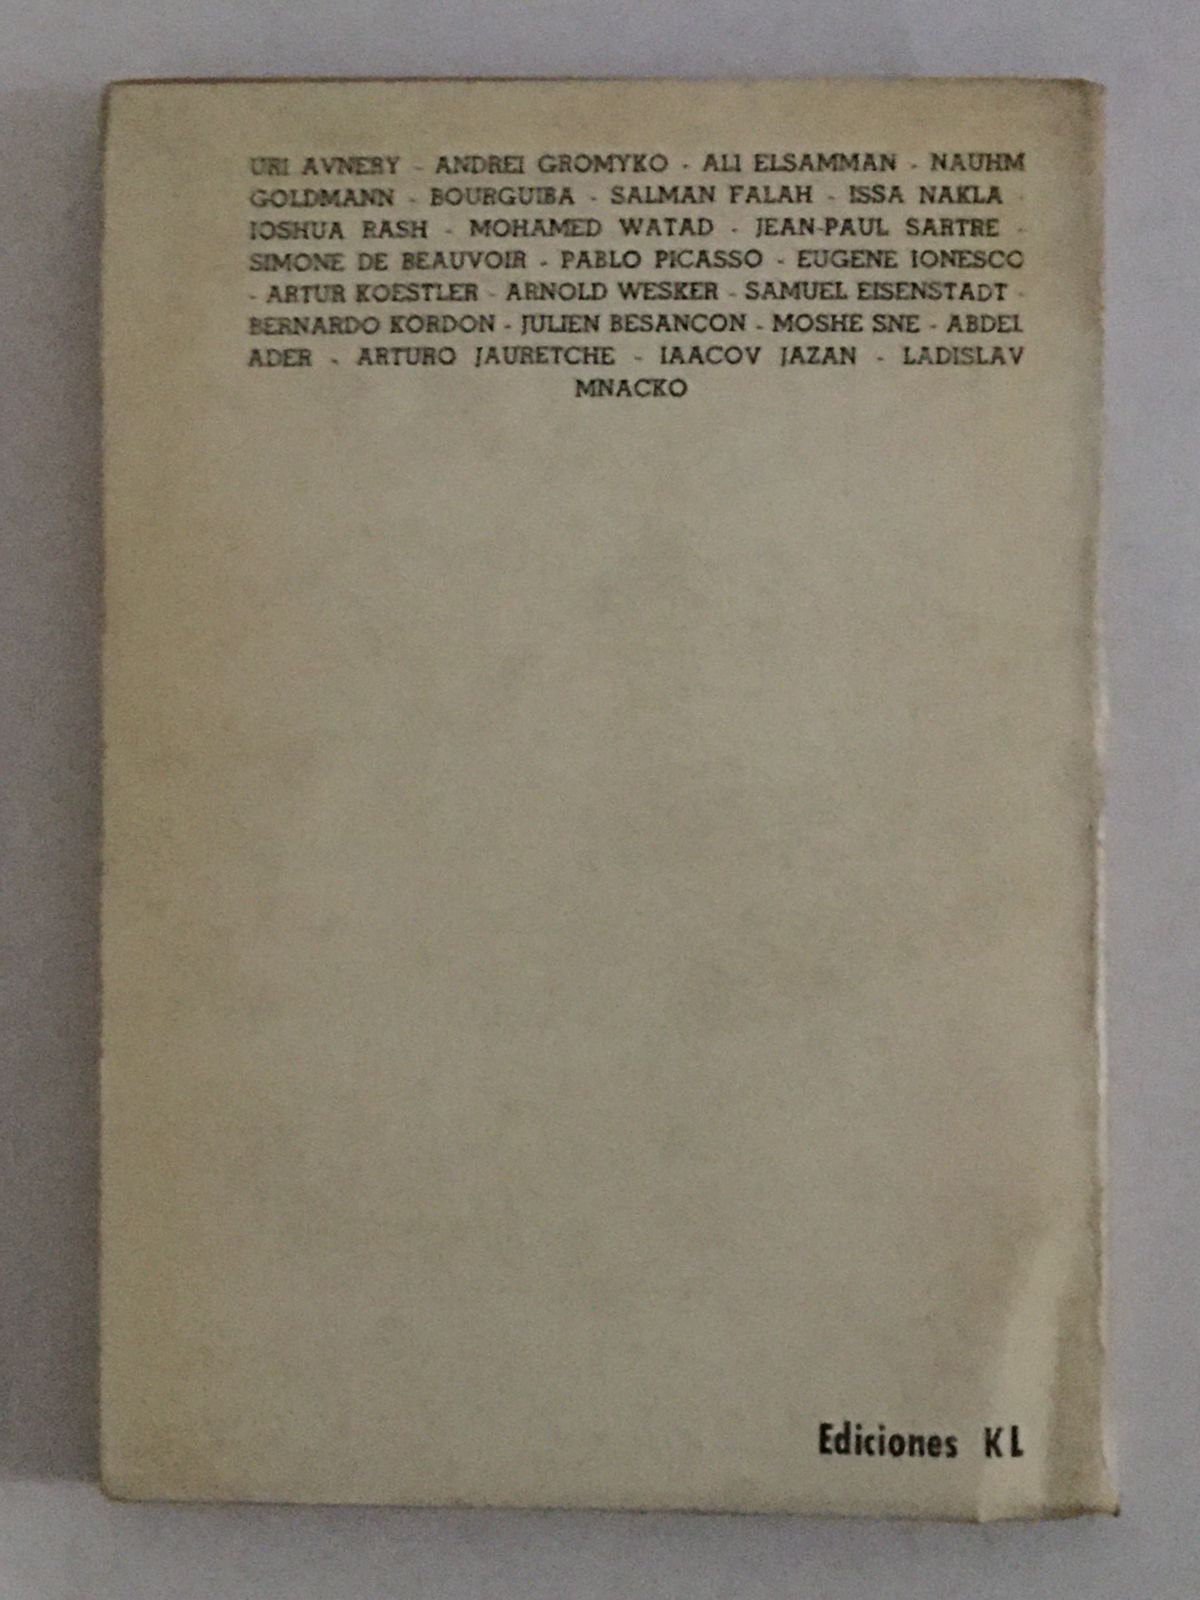 URI AVNERY - ANDREI GROMYKO - ALI ELSAMMAN - NAUHM
GOLDMANN - BOURGUIBA - SALMAN FALAH - ISSA NAKLA -
IOSHUA RASH - MOHAMED WATAD - JEAN-PAUL SARTRE -
SIMONE DE BEAUVOIR - PABLO PICASSO - EUGENE IONESCO
- ARTUR KOESTLER - ARNOLD WESKER - SAMUEL EISENSTADT -
BERNARDO KORDON - JULIEN BESANCON - MOSHE SNE - ABDEL
ADER - ARTURO JAURETCHE - IAACOV JAZAN - LADISLAV
MNACKO
Ediciones KL